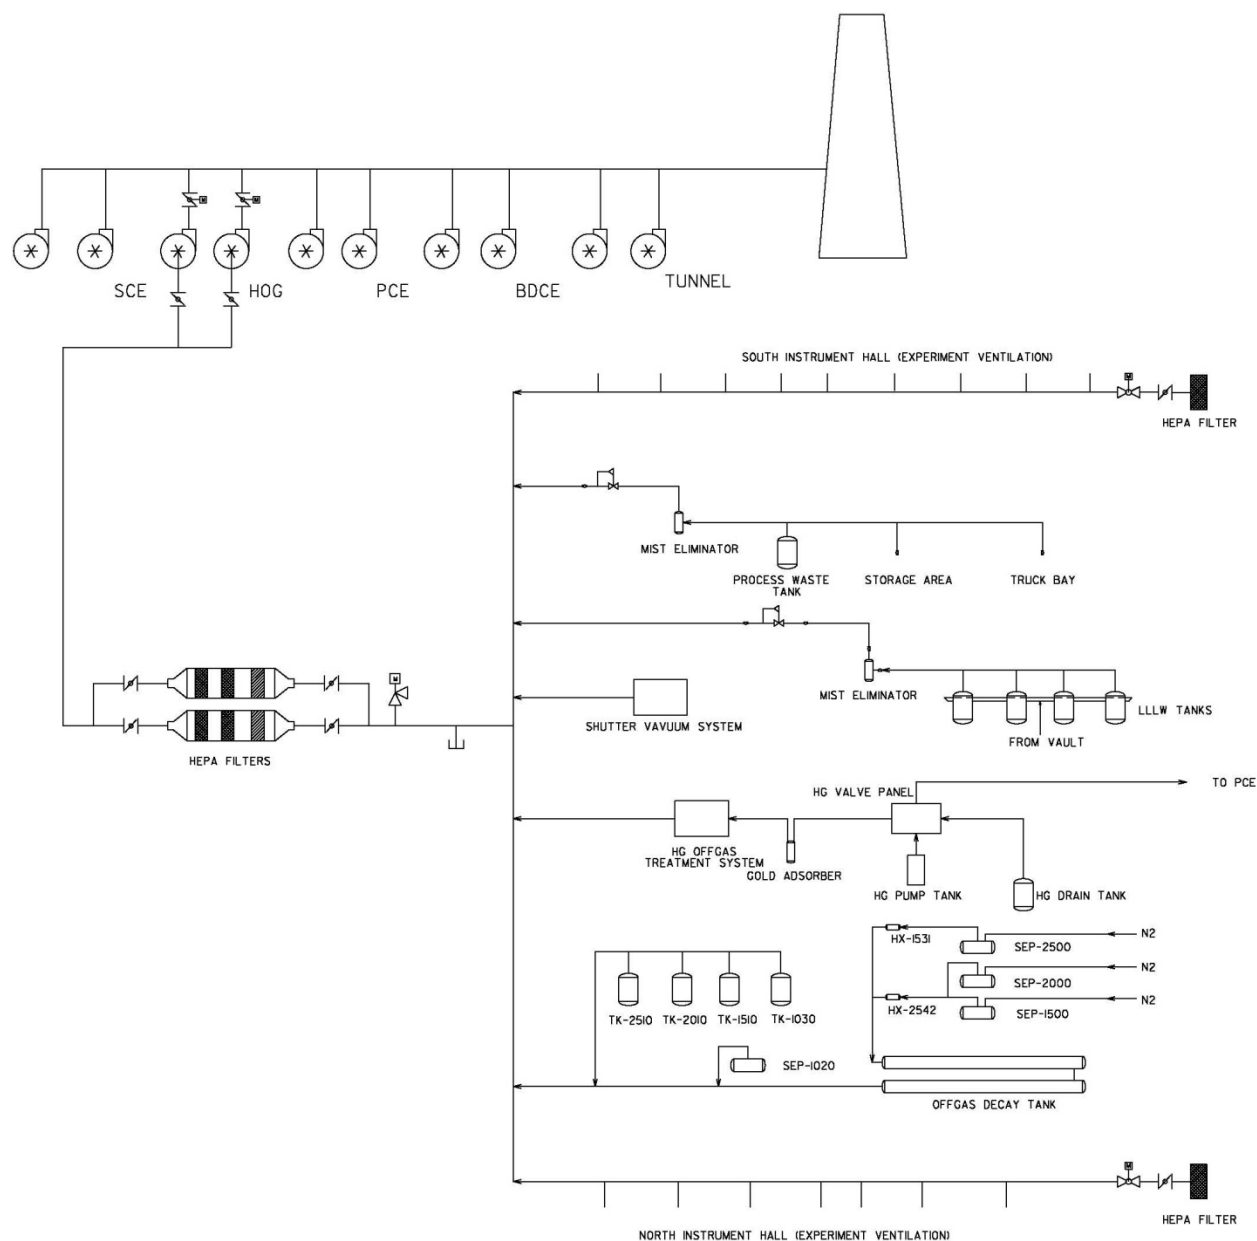 SCE
HOG
PCE
BDCE
TUNNEL
SOUTH INSTRUMENT HALL (EXPERIMENT VENTILATION)
M
M
M
HEPA FILTER
MIST ELIMINATOR
PROCESS WASTE
TANK
STORAGE AREA
TRUCK BAY
M
MIST ELIMINATOR
LLLW TANKS
SHUTTER VAVUUM SYSTEM
FROM VAULT
HEPA FILTERS
HG VALVE PANEL
TO PCE
HG OFFGAS
TREATMENT SYSTEM
GOLD ADSORBER
HG PUMP TANK
HG DRAIN TANK
HX-1531
SEP-2500
N2
SEP-2000
N2
HX-2542
SEP-1500
N2
TK-2510
TK-2010
TK-1510
TK-1030
SEP-1020
OFFGAS DECAY TANK
M
HEPA FILTER
NORTH INSTRUMENT HALL (EXPERIMENT VENTILATION)